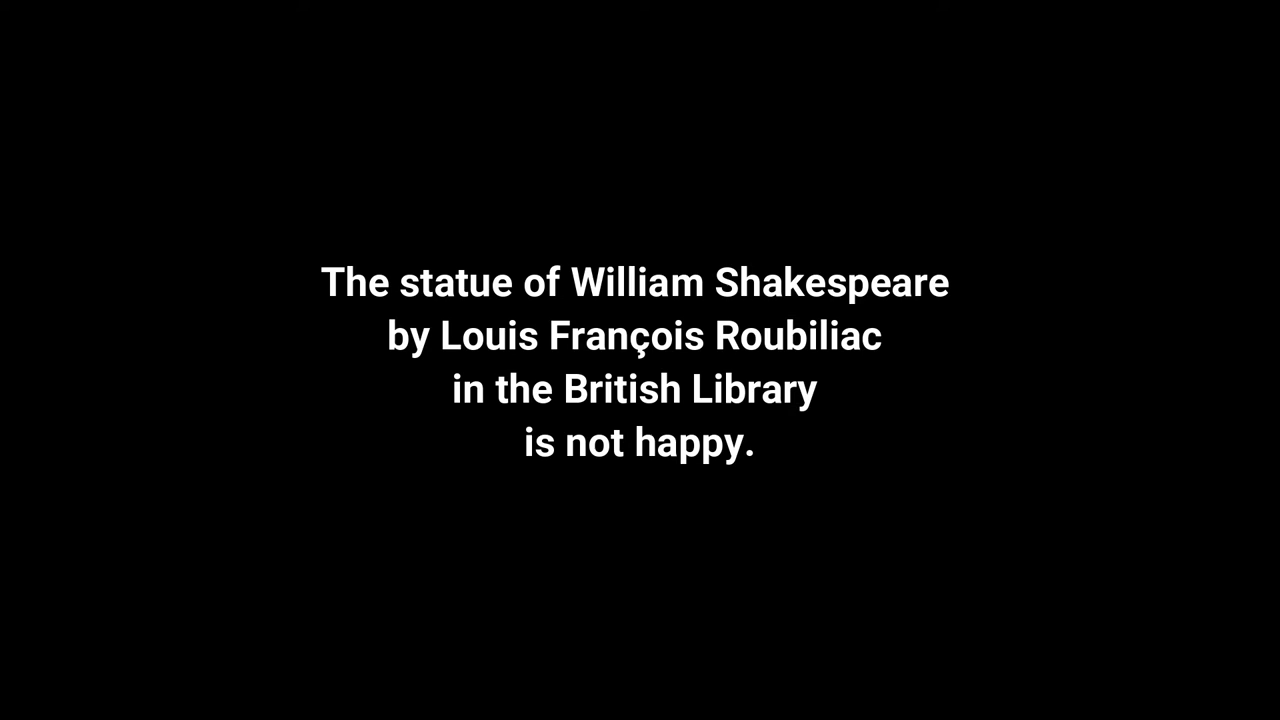 The statue of William Shakespeare
by Louis François Roubiliac
in the British Library
is not happy.